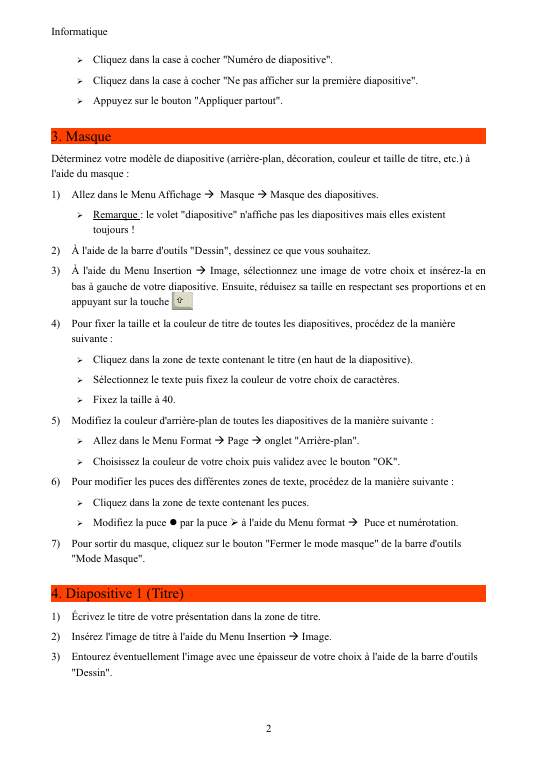 Informatique
➢ Cliquez dans la case à cocher "Numéro de diapositive".
➢ Cliquez dans la case à cocher "Ne pas afficher sur la première diapositive".
➢ Appuyez sur le bouton "Appliquer partout".
3. Masque
Déterminez votre modèle de diapositive (arrière-plan, décoration, couleur et taille de titre, etc.) à
l'aide du masque :
1) Allez dans le Menu Affichage → Masque → Masque des diapositives.
➢ Remarque : le volet "diapositive" n'affiche pas les diapositives mais elles existent
toujours !
2) À l'aide de la barre d'outils "Dessin", dessinez ce que vous souhaitez.
3) À l'aide du Menu Insertion → Image, sélectionnez une image de votre choix et insérez-la en
bas à gauche de votre diapositive. Ensuite, réduisez sa taille en respectant ses proportions et en
appuyant sur la touche ⇧
4) Pour fixer la taille et la couleur de titre de toutes les diapositives, procédez de la manière
suivante :
➢ Cliquez dans la zone de texte contenant le titre (en haut de la diapositive).
➢ Sélectionnez le texte puis fixez la couleur de votre choix de caractères.
➢ Fixez la taille à 40.
5) Modifiez la couleur d'arrière-plan de toutes les diapositives de la manière suivante :
➢ Allez dans le Menu Format → Page → onglet "Arrière-plan".
➢ Choisissez la couleur de votre choix puis validez avec le bouton "OK".
6) Pour modifier les puces des différentes zones de texte, procédez de la manière suivante :
➢ Cliquez dans la zone de texte contenant les puces.
➢ Modifiez la puce ● par la puce ➢ à l'aide du Menu format → Puce et numérotation.
7) Pour sortir du masque, cliquez sur le bouton "Fermer le mode masque" de la barre d'outils
"Mode Masque".
4. Diapositive 1 (Titre)
1) Écrivez le titre de votre présentation dans la zone de titre.
2) Insérez l'image de titre à l'aide du Menu Insertion → Image.
3) Entourez éventuellement l'image avec une épaisseur de votre choix à l'aide de la barre d'outils
"Dessin".
2